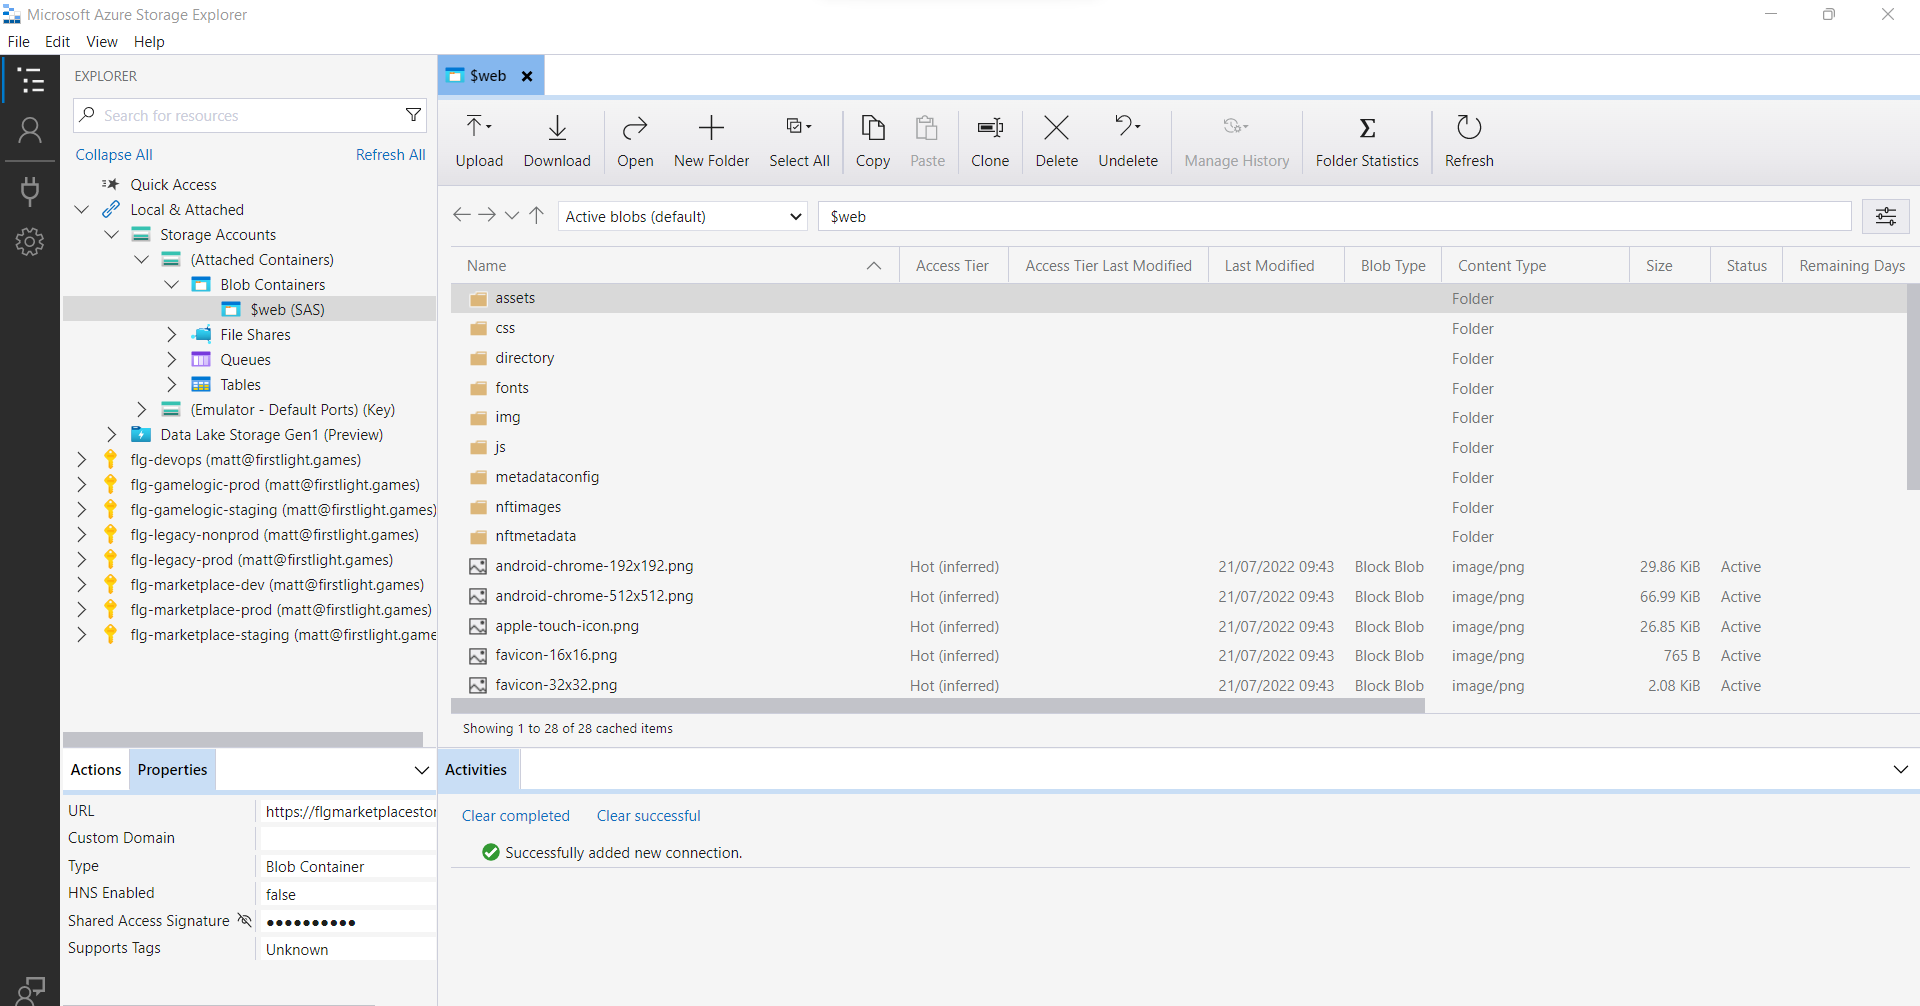 Microsoft Azure Storage Explorer
File Edit View Help
EXPLORER
Search for resources
Collapse All Refresh All
Quick Access
Local & Attached
Storage Accounts
(Attached Containers)
Blob Containers
$web (SAS)
File Shares
Queues
Tables
(Emulator - Default Ports) (Key)
Data Lake Storage Gen1 (Preview)
flg-devops (matt@firstlight.games)
flg-gamelogic-prod (matt@firstlight.games)
flg-gamelogic-staging (matt@firstlight.games)
flg-legacy-nonprod (matt@firstlight.games)
flg-legacy-prod (matt@firstlight.games)
flg-marketplace-dev (matt@firstlight.games)
flg-marketplace-prod (matt@firstlight.games)
flg-marketplace-staging (matt@firstlight.game
$web
Upload Download Open New Folder Select All Copy Paste Clone Delete Undelete Manage History Folder Statistics Refresh
Active blobs (default) $web
Name Access Tier Access Tier Last Modified Last Modified Blob Type Content Type Size Status Remaining Days
assets Folder
css Folder
directory Folder
fonts Folder
img Folder
js Folder
metadataconfig Folder
nftimages Folder
nftmetadata Folder
android-chrome-192x192.png Hot (inferred) 21/07/2022 09:43 Block Blob image/png 29.86 KiB Active
android-chrome-512x512.png Hot (inferred) 21/07/2022 09:43 Block Blob image/png 66.99 KiB Active
apple-touch-icon.png Hot (inferred) 21/07/2022 09:43 Block Blob image/png 26.85 KiB Active
favicon-16x16.png Hot (inferred) 21/07/2022 09:43 Block Blob image/png 765 B Active
favicon-32x32.png Hot (inferred) 21/07/2022 09:43 Block Blob image/png 2.08 KiB Active
Showing 1 to 28 of 28 cached items
Actions Properties
URL https://flgmarketplacestor
Custom Domain
Type Blob Container
HNS Enabled false
Shared Access Signature ●●●●●●●●●●
Supports Tags Unknown
Activities
Clear completed Clear successful
Successfully added new connection.